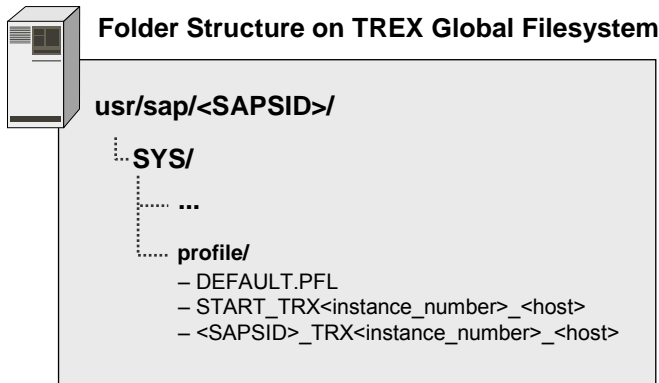 Folder Structure on TREX Global Filesystem
usr/sap/<SAPSID>/
SYS/
...
profile/
– DEFAULT.PFL
– START_TRX<instance_number>_<host>
– <SAPSID>_TRX<instance_number>_<host>